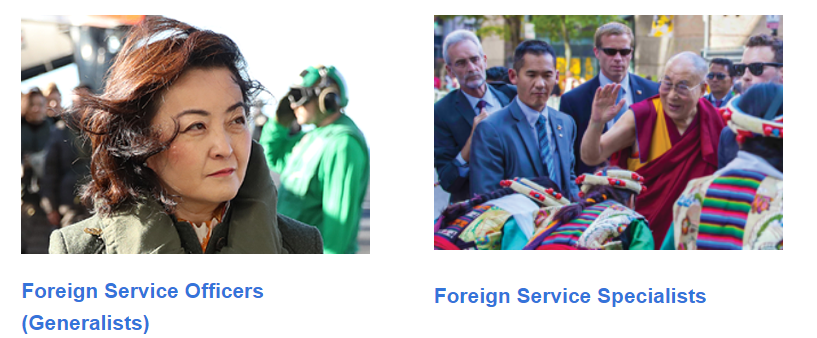 Foreign Service Officers
(Generalists)
Foreign Service Specialists